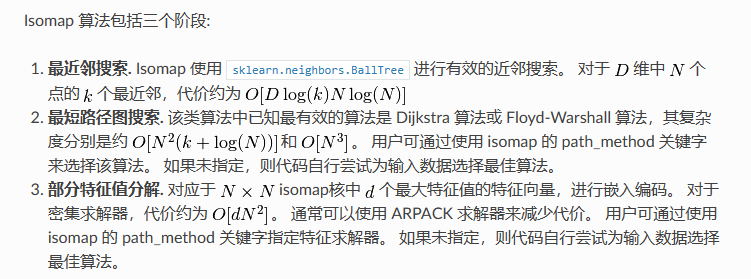 Isomap 算法包括三个阶段:
1. 最近邻搜索. Isomap 使用 sklearn.neighbors.BallTree 进行有效的近邻搜索。 对于 D 维中 N 个
点的 k 个最近邻，代价约为 O[D log(k)N log(N)]
2. 最短路径图搜索. 该类算法中已知最有效的算法是 Dijkstra 算法或 Floyd-Warshall 算法，其复杂
度分别是约 O[N²(k + log(N))] 和 O[N³] 。 用户可通过使用 isomap 的 path_method 关键字
来选择该算法。 如果未指定，则代码自行尝试为输入数据选择最佳算法。
3. 部分特征值分解. 对应于 N × N isomap核中 d 个最大特征值的特征向量，进行嵌入编码。 对于
密集求解器，代价约为 O[dN²] 。 通常可以使用 ARPACK 求解器来减少代价。 用户可通过使用
isomap 的 path_method 关键字指定特征求解器。 如果未指定，则代码自行尝试为输入数据选择
最佳算法。